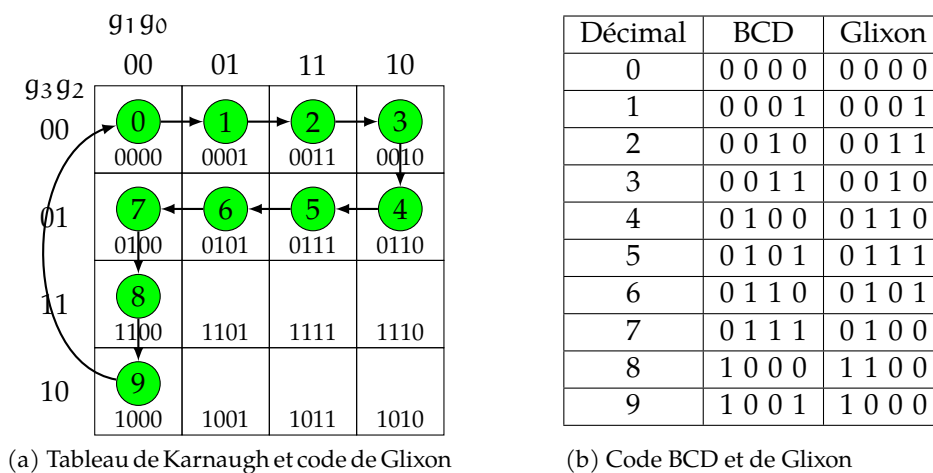 g₁g₀
00 01 11 10
g₃g₂
00
0 1 2 3
0000 0001 0011 0010
01
7 6 5 4
0100 0101 0111 0110
11
8
1100 1101 1111 1110
10
9
1000 1001 1011 1010
(a) Tableau de Karnaugh et code de Glixon
Décimal BCD Glixon
0 0 0 0 0 0 0 0 0
1 0 0 0 1 0 0 0 1
2 0 0 1 0 0 0 1 1
3 0 0 1 1 0 0 1 0
4 0 1 0 0 0 1 1 0
5 0 1 0 1 0 1 1 1
6 0 1 1 0 0 1 0 1
7 0 1 1 1 0 1 0 0
8 1 0 0 0 1 1 0 0
9 1 0 0 1 1 0 0 0
(b) Code BCD et de Glixon